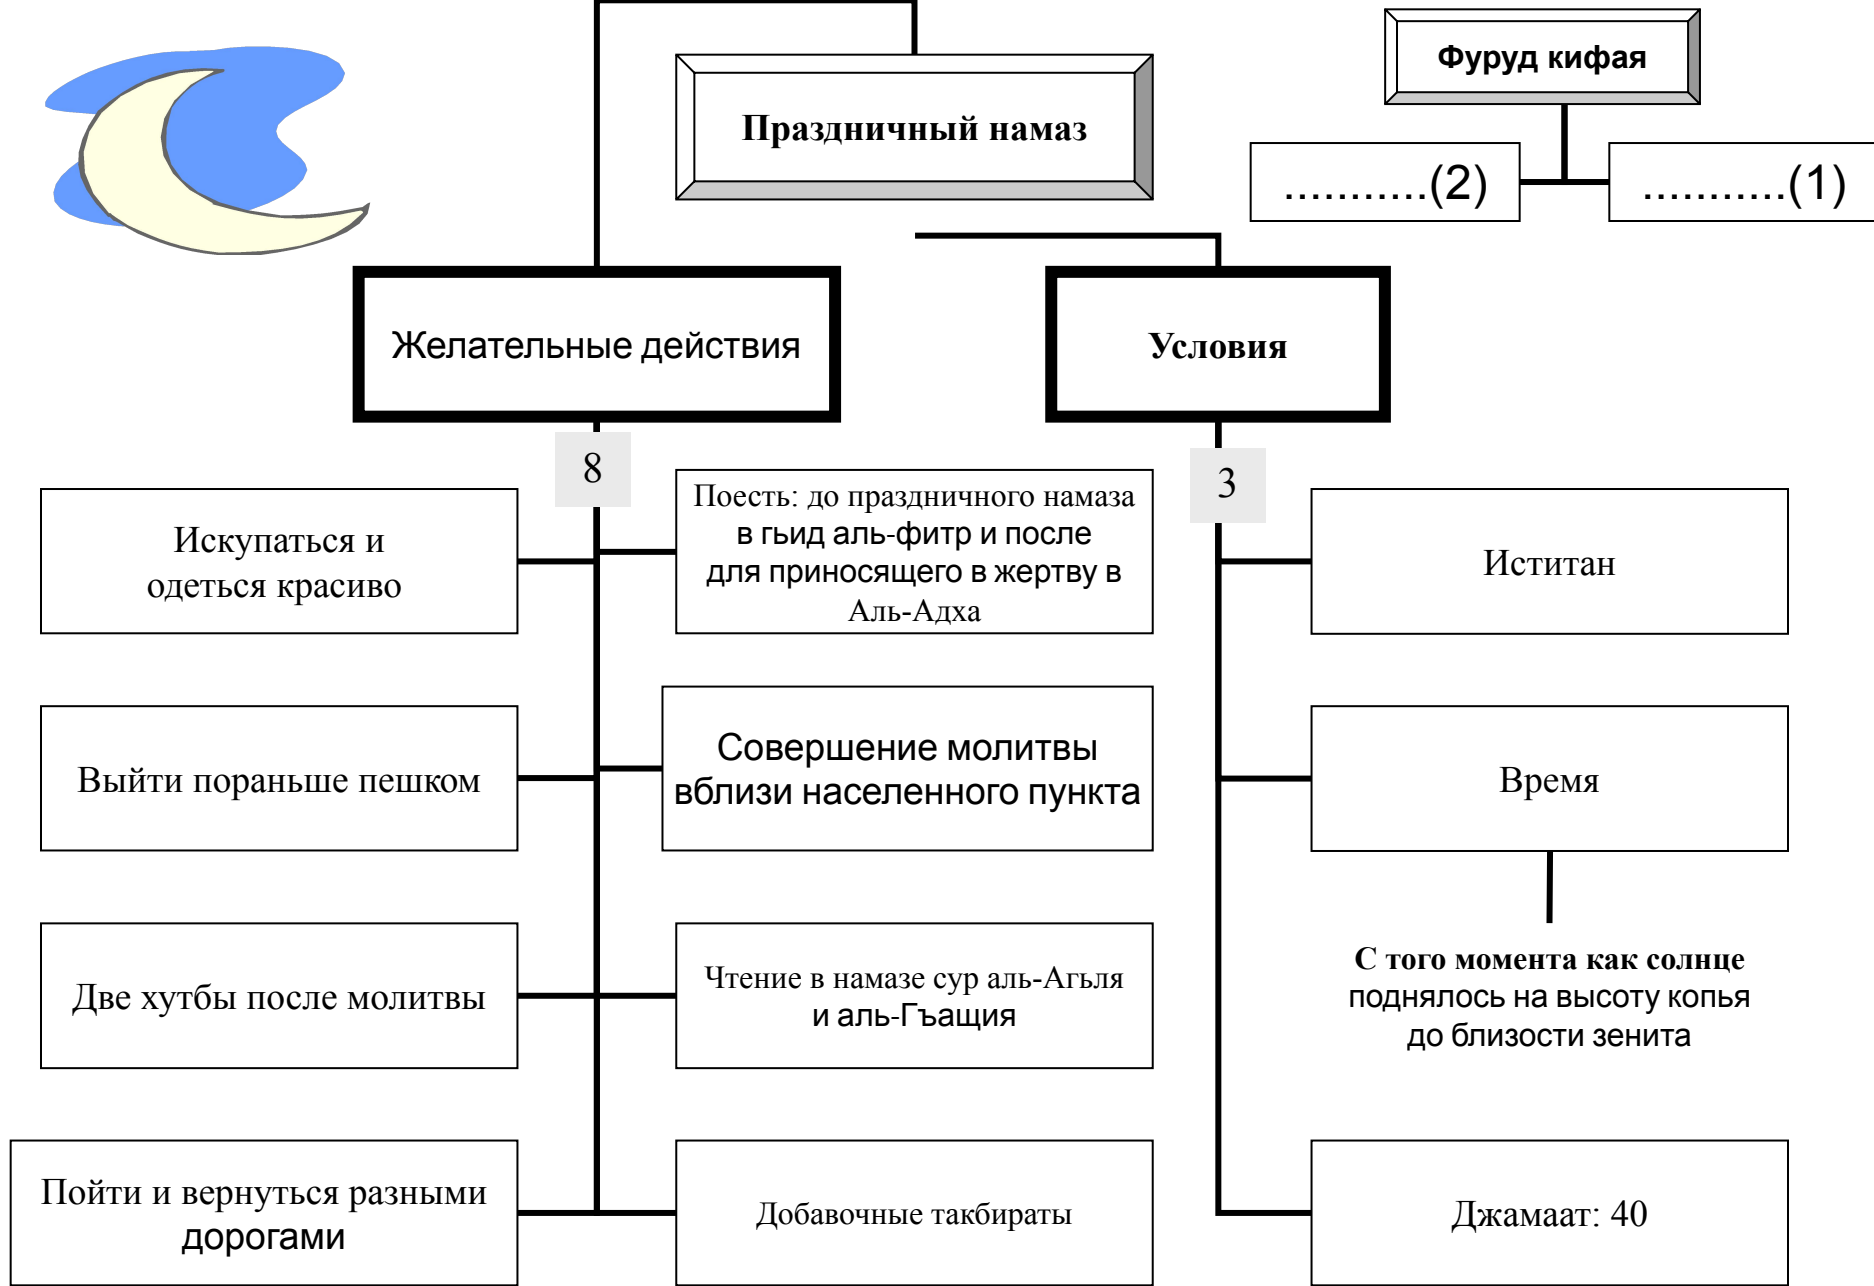 Праздничный намаз
Фуруд кифая
...........(2)
...........(1)
Желательные действия
Условия
8
3
Искупаться и
одеться красиво
Поесть: до праздничного намаза
в гьид аль-фитр и после
для приносящего в жертву в
Аль-Адха
Иститан
Выйти пораньше пешком
Совершение молитвы
вблизи населенного пункта
Время
Две хутбы после молитвы
Чтение в намазе сур аль-Агьля
и аль-Гъащия
С того момента как солнце
поднялось на высоту копья
до близости зенита
Пойти и вернуться разными
дорогами
Добавочные такбираты
Джамаат: 40